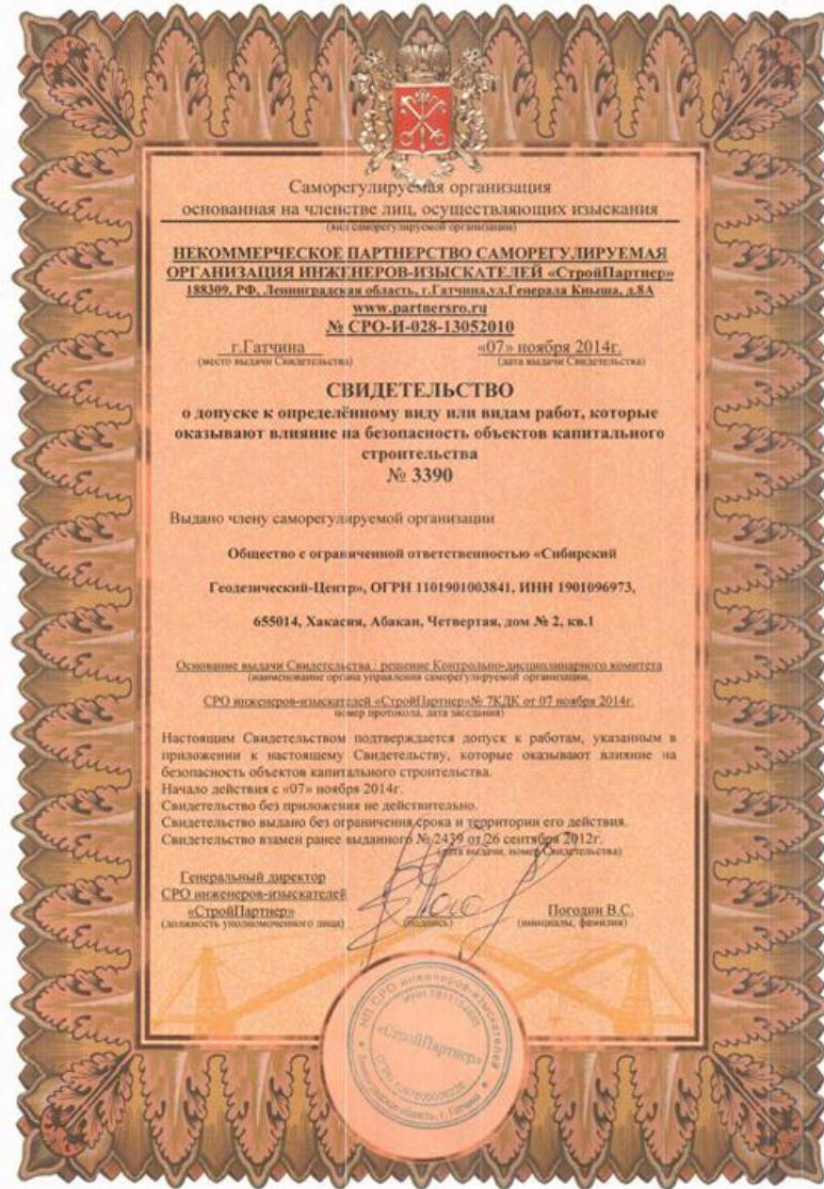 Саморегулируемая организация
основанная на членстве лиц, осуществляющих изыскания
(вид саморегулируемой организации)
НЕКОММЕРЧЕСКОЕ ПАРТНЕРСТВО САМОРЕГУЛИРУЕМАЯ
ОРГАНИЗАЦИЯ ИНЖЕНЕРОВ-ИЗЫСКАТЕЛЕЙ «СтройПартнер»
188309, РФ, Ленинградская область, г.Гатчина,ул.Генерала Кныша, д.8А
www.partnersro.ru
№ СРО-И-028-13052010
г.Гатчина «07» ноября 2014г.
(место выдачи Свидетельства) (дата выдачи Свидетельства)
СВИДЕТЕЛЬСТВО
о допуске к определённому виду или видам работ, которые
оказывают влияние на безопасность объектов капитального
строительства
№ 3390
Выдано члену саморегулируемой организации
Общество с ограниченной ответственностью «Сибирский
Геодезический-Центр», ОГРН 1101901003841, ИНН 1901096973,
655014, Хакасия, Абакан, Четвертая, дом № 2, кв.1
Основание выдачи Свидетельства : решение Контрольно-дисциплинарного комитета
(наименование органа управления саморегулируемой организации,
СРО инженеров-изыскателей «СтройПартнер»№ 7КДК от 07 ноября 2014г.
номер протокола, дата заседания)
Настоящим Свидетельством подтверждается допуск к работам, указанным в
приложении к настоящему Свидетельству, которые оказывают влияние на
безопасность объектов капитального строительства.
Начало действия с «07» ноября 2014г.
Свидетельство без приложения не действительно.
Свидетельство выдано без ограничения срока и территории его действия.
Свидетельство взамен ранее выданного № 2439 от 26 сентября 2012г.
(дата выдачи, номер Свидетельства)
Генеральный директор
СРО инженеров-изыскателей
«СтройПартнер» Погодин В.С.
(должность уполномоченного лица) (подпись) (инициалы, фамилия)
НП СРО инженеров-изыскателей
«СтройПартнер»
Ленинградская область, г. Гатчина